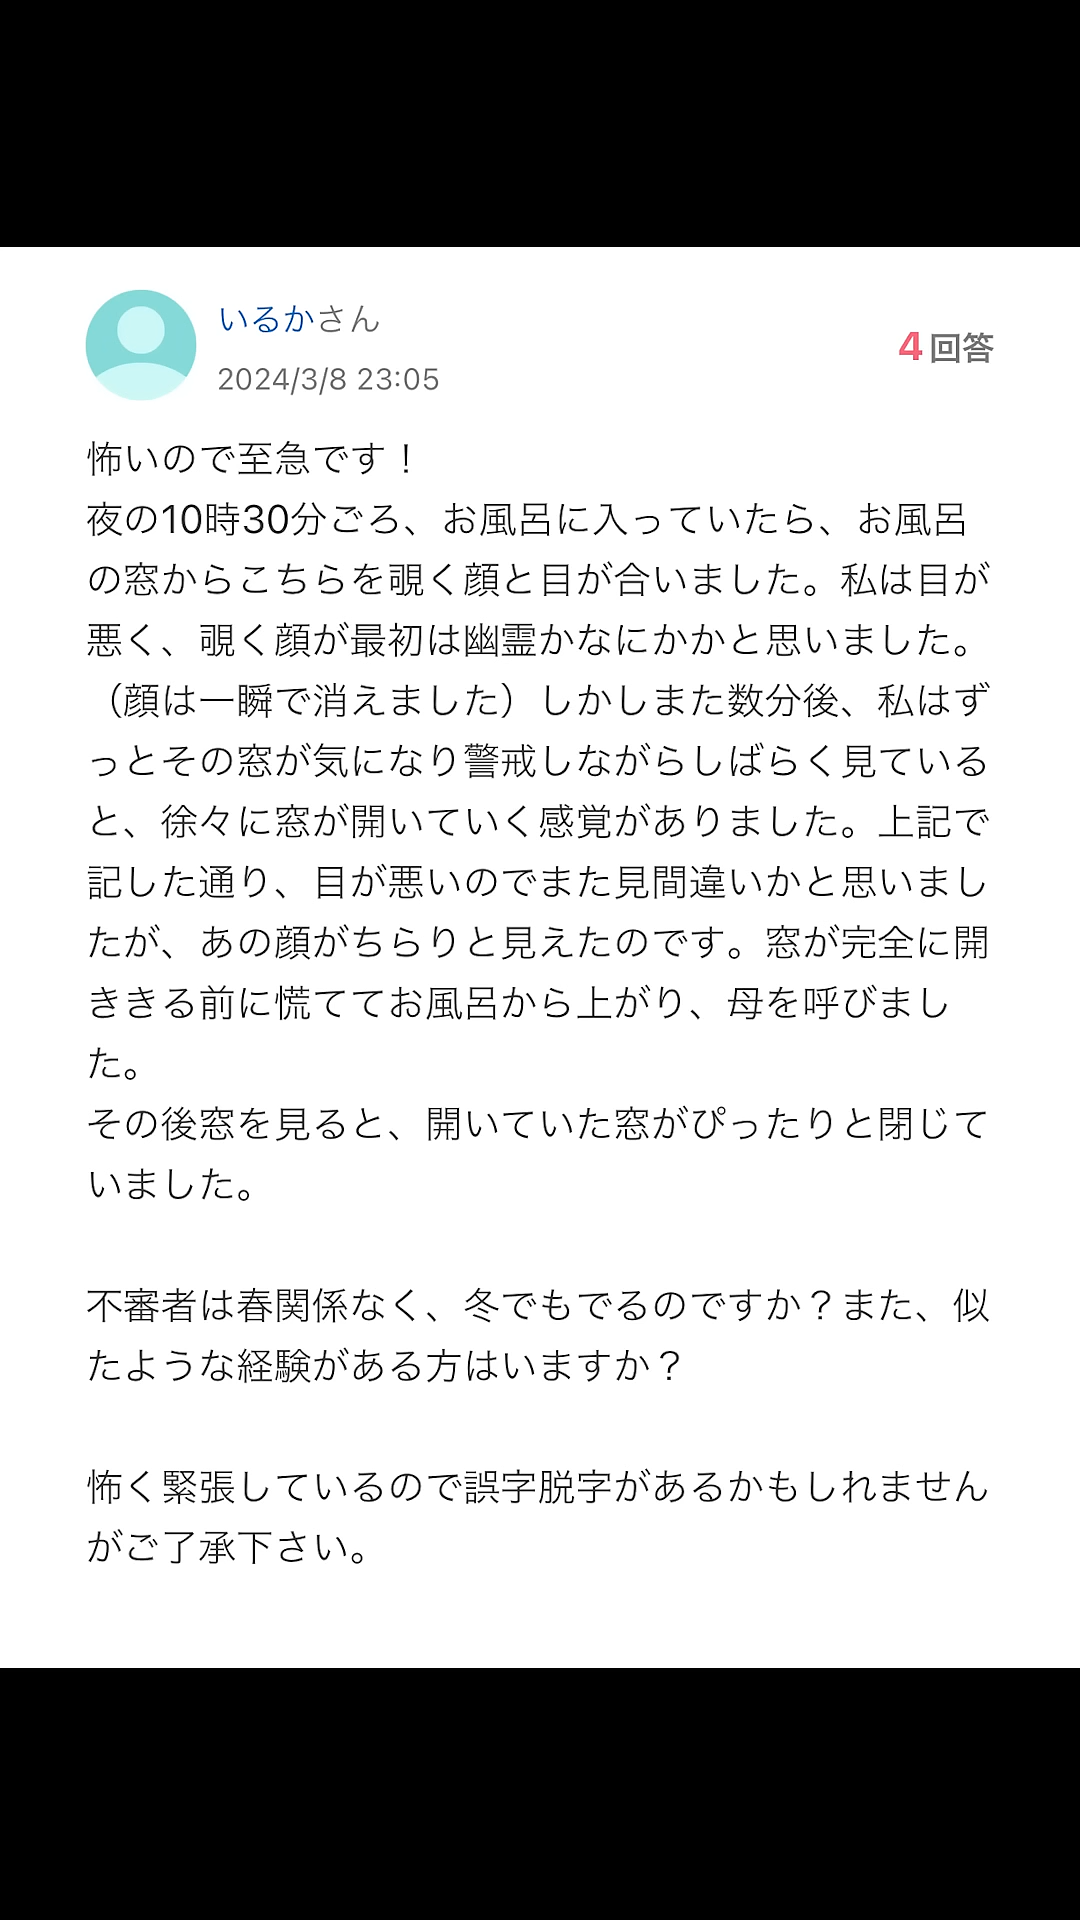 いるかさん
4回答
2024/3/8 23:05
怖いので至急です！
夜の10時30分ごろ、お風呂に入っていたら、お風呂
の窓からこちらを覗く顔と目が合いました。私は目が
悪く、覗く顔が最初は幽霊かなにかかと思いました。
（顔は一瞬で消えました）しかしまた数分後、私はず
っとその窓が気になり警戒しながらしばらく見ている
と、徐々に窓が開いていく感覚がありました。上記で
記した通り、目が悪いのでまた見間違いかと思いまし
たが、あの顔がちらりと見えたのです。窓が完全に開
ききる前に慌ててお風呂から上がり、母を呼びまし
た。
その後窓を見ると、開いていた窓がぴったりと閉じて
いました。
不審者は春関係なく、冬でもでるのですか？また、似
たような経験がある方はいますか？
怖く緊張しているので誤字脱字があるかもしれません
がご了承下さい。